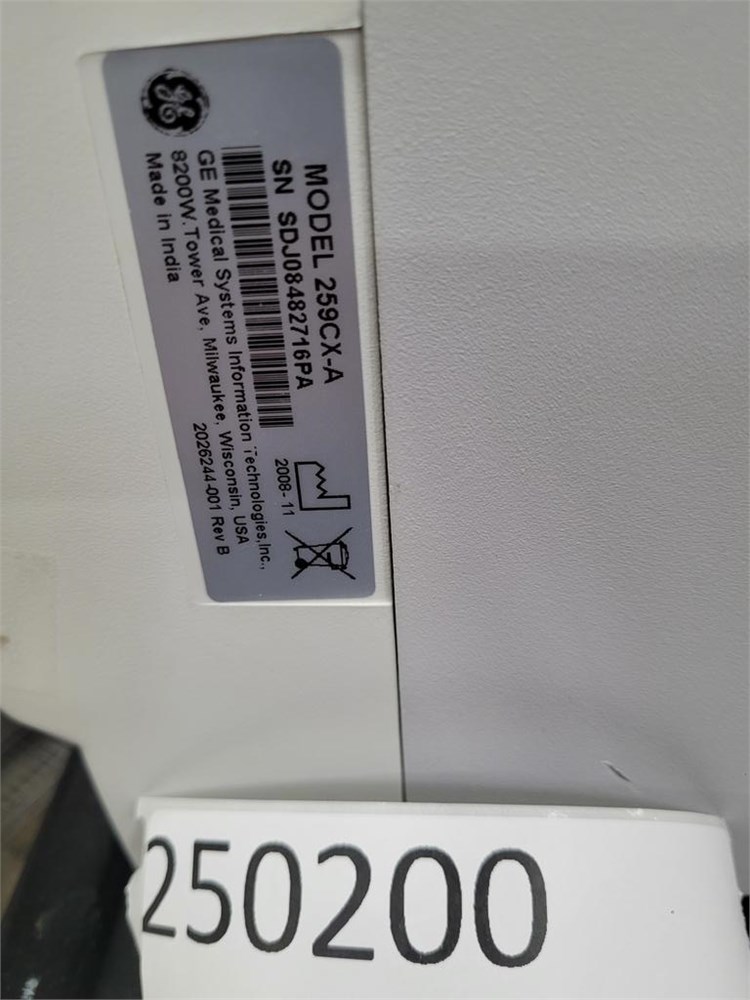 MODEL 259CX-A
SN SDJ08482716PA
2008-11
GE Medical Systems Information Technologies,Inc.,
8200W.Tower Ave, Milwaukee, Wisconsin, USA
Made in India
2026244-001 Rev B
GE
250200